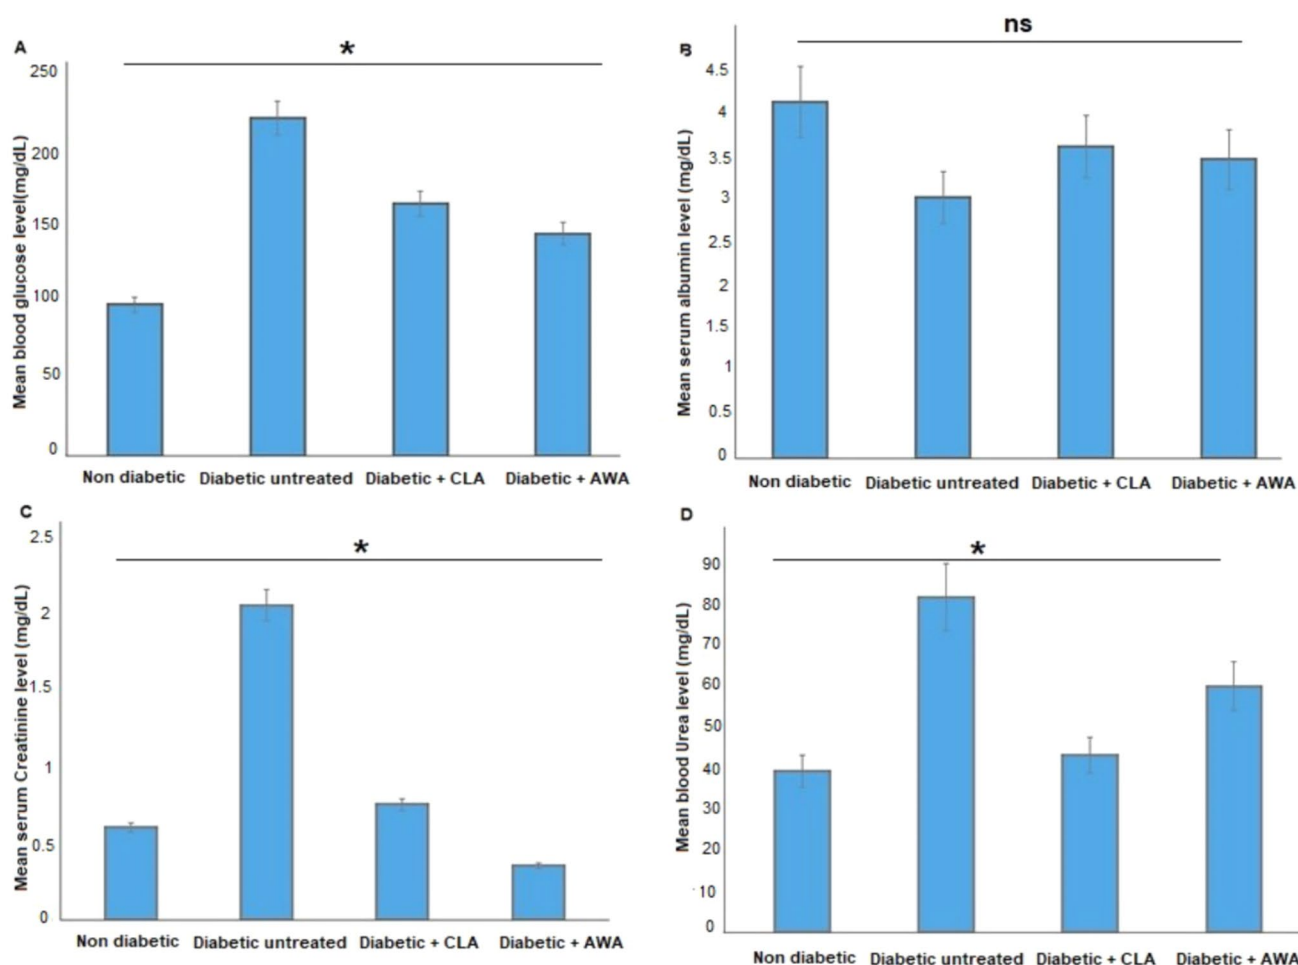 A
*
250
200
150
100
50
0
Mean blood glucose level(mg/dL)
Non diabetic
Diabetic untreated
Diabetic + CLA
Diabetic + AWA
B
ns
4.5
4
3.5
3
2.5
2
1.5
1
0.5
0
Mean serum albumin level (mg/dL)
Non diabetic
Diabetic untreated
Diabetic + CLA
Diabetic + AWA
C
*
2.5
2
1.5
1
0.5
0
Mean serum Creatinine level (mg/dL)
Non diabetic
Diabetic untreated
Diabetic + CLA
Diabetic + AWA
D
*
90
80
70
60
50
40
30
20
10
0
Mean blood Urea level (mg/dL)
Non diabetic
Diabetic untreated
Diabetic + CLA
Diabetic + AWA